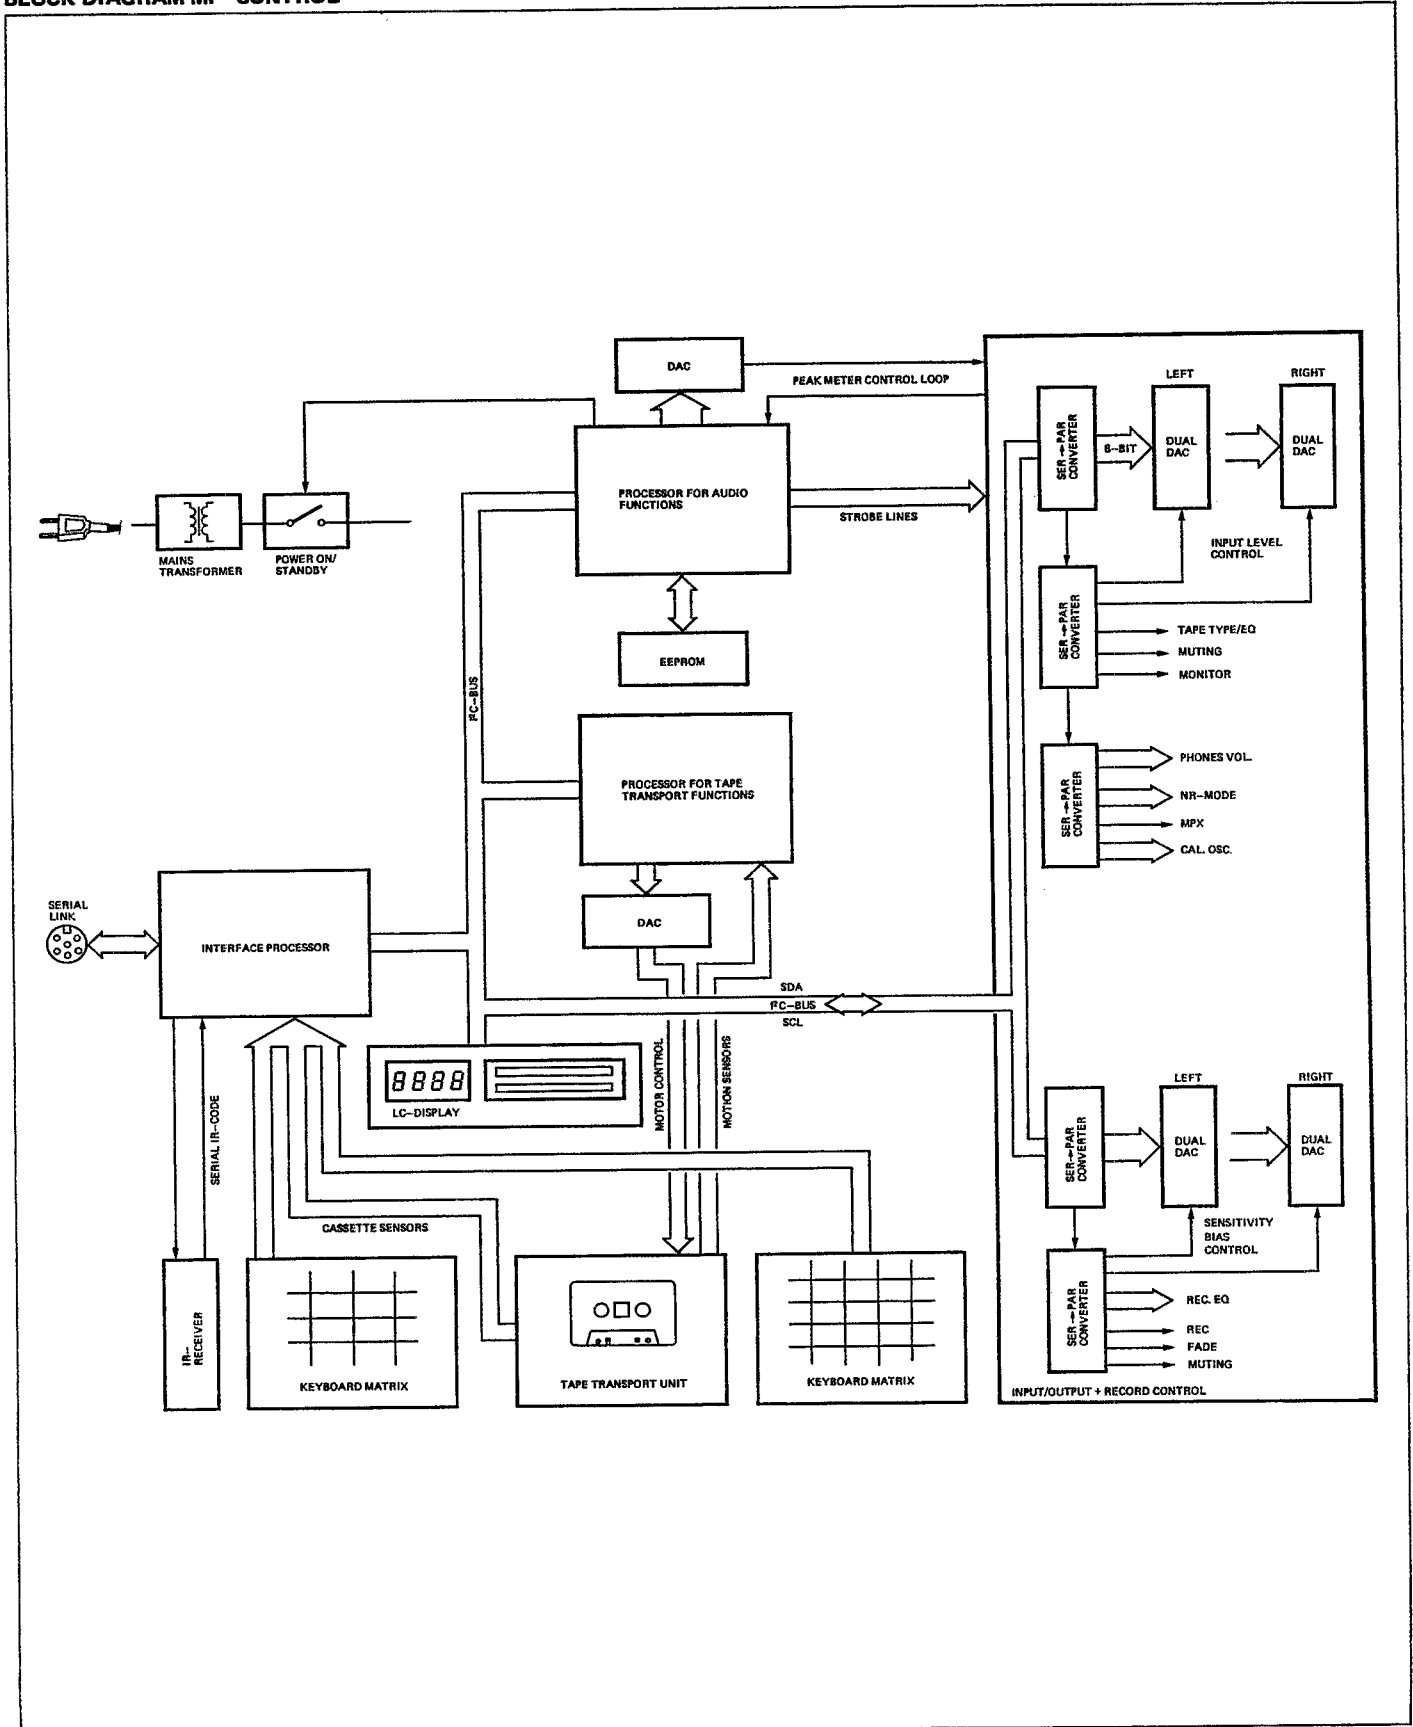 BLOCK DIAGRAM MP-CONTROL
DAC
PEAK METER CONTROL LOOP
PROCESSOR FOR AUDIO
FUNCTIONS
STROBE LINES
MAINS
TRANSFORMER
POWER ON/
STANDBY
EEPROM
I²C-BUS
PROCESSOR FOR TAPE
TRANSPORT FUNCTIONS
DAC
SERIAL
LINK
INTERFACE PROCESSOR
SDA
I²C-BUS
SCL
8888
LC-DISPLAY
MOTOR CONTROL
MOTION SENSORS
SERIAL IR-CODE
CASSETTE SENSORS
IR-
RECEIVER
KEYBOARD MATRIX
TAPE TRANSPORT UNIT
KEYBOARD MATRIX
LEFT
RIGHT
SER→PAR
CONVERTER
8-BIT
DUAL
DAC
DUAL
DAC
INPUT LEVEL
CONTROL
SER→PAR
CONVERTER
TAPE TYPE/EQ
MUTING
MONITOR
SER→PAR
CONVERTER
PHONES VOL.
NR-MODE
MPX
CAL. OSC.
LEFT
RIGHT
SER→PAR
CONVERTER
DUAL
DAC
DUAL
DAC
SENSITIVITY
BIAS
CONTROL
SER→PAR
CONVERTER
REC. EQ
REC
FADE
MUTING
INPUT/OUTPUT + RECORD CONTROL